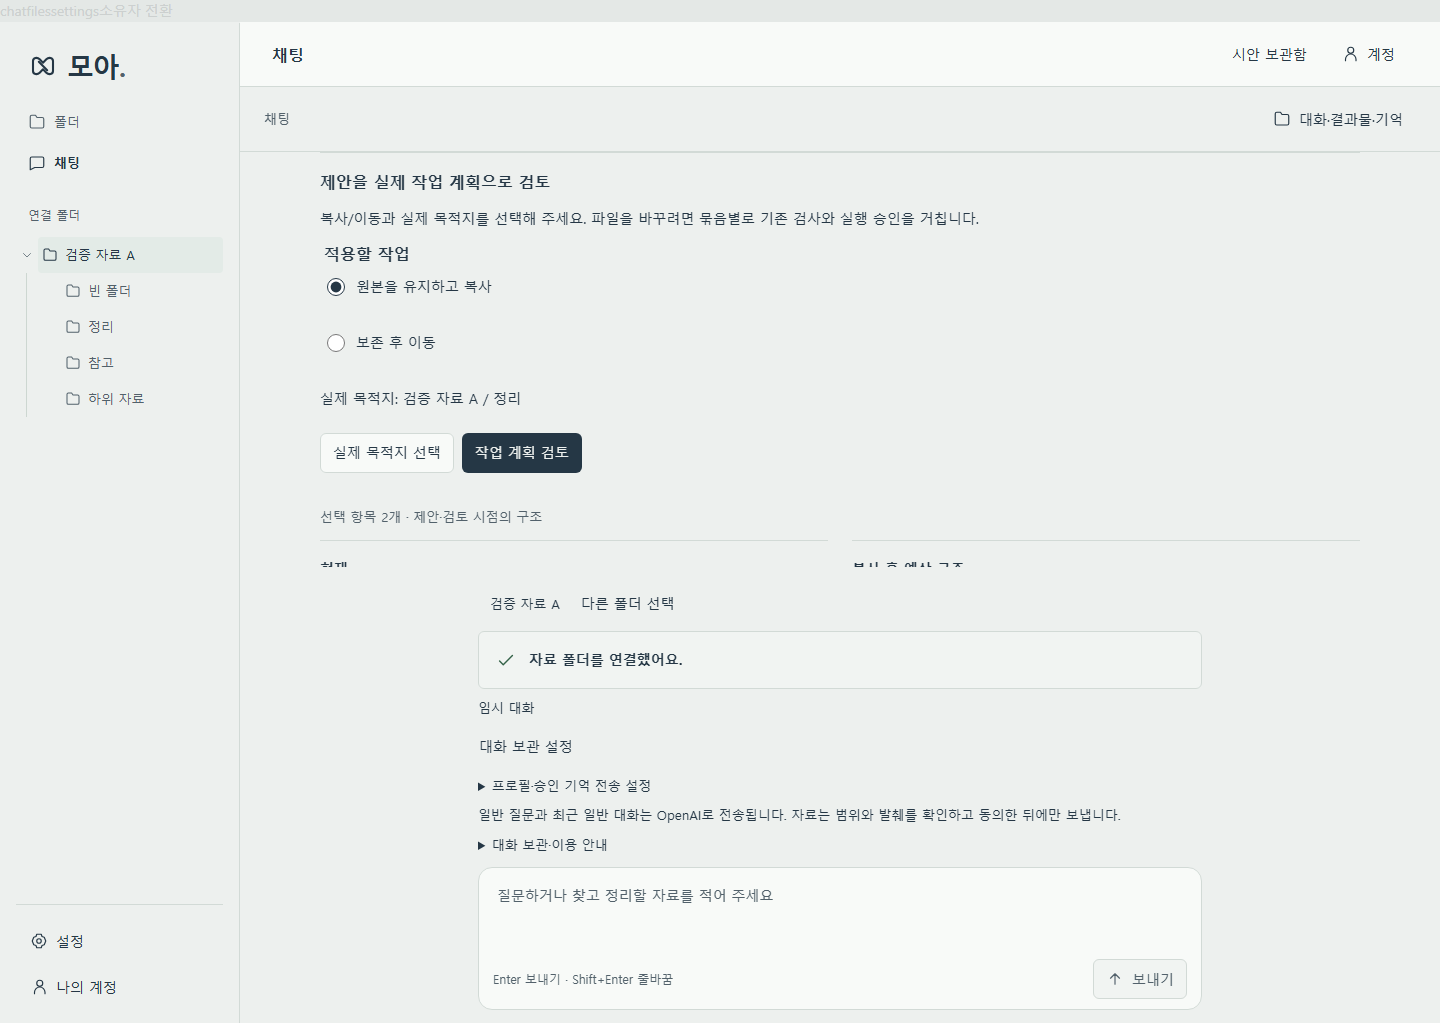 chatfilessettings소유자 전환
모아.
폴더
채팅
연결 폴더
검증 자료 A
빈 폴더
정리
참고
하위 자료
설정
나의 계정
채팅
시안 보관함
계정
채팅
대화·결과물·기억
제안을 실제 작업 계획으로 검토
복사/이동과 실제 목적지를 선택해 주세요. 파일을 바꾸려면 묶음별로 기존 검사와 실행 승인을 거칩니다.
적용할 작업
원본을 유지하고 복사
보존 후 이동
실제 목적지: 검증 자료 A / 정리
실제 목적지 선택
작업 계획 검토
선택 항목 2개 · 제안·검토 시점의 구조
현재
복사 후 예상 구조
검증 자료 A
다른 폴더 선택
자료 폴더를 연결했어요.
임시 대화
대화 보관 설정
프로필·승인 기억 전송 설정
일반 질문과 최근 일반 대화는 OpenAI로 전송됩니다. 자료는 범위와 발췌를 확인하고 동의한 뒤에만 보냅니다.
대화 보관·이용 안내
질문하거나 찾고 정리할 자료를 적어 주세요
Enter 보내기 · Shift+Enter 줄바꿈
보내기